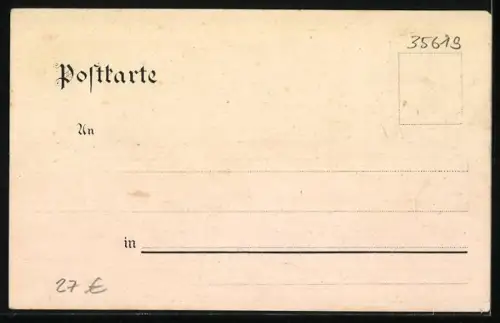 35619
Postkarte
An
in
27 €